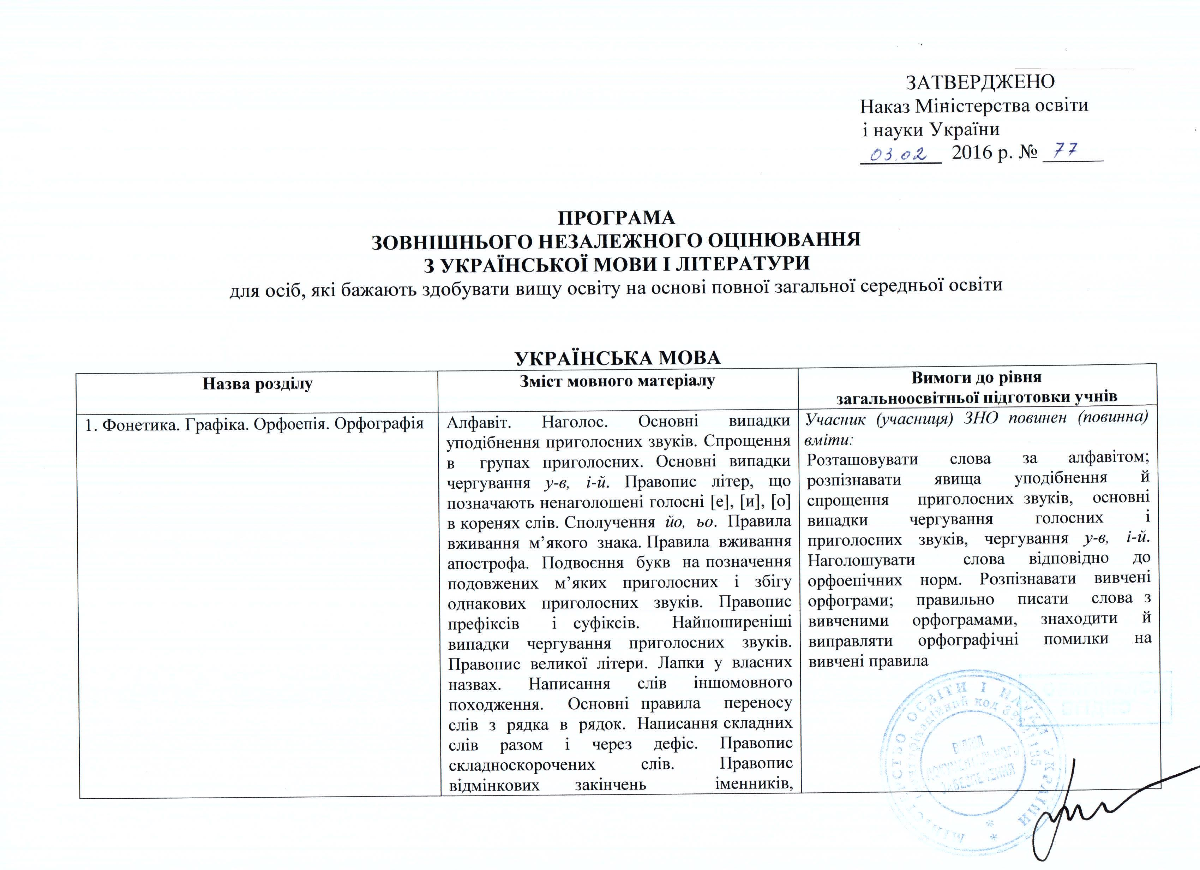 ЗАТВЕРДЖЕНО
Наказ Міністерства освіти
і науки України
03.02 2016 р. № 77
ПРОГРАМА
ЗОВНІШНЬОГО НЕЗАЛЕЖНОГО ОЦІНЮВАННЯ
З УКРАЇНСЬКОЇ МОВИ І ЛІТЕРАТУРИ
для осіб, які бажають здобувати вищу освіту на основі повної загальної середньої освіти
УКРАЇНСЬКА МОВА
Назва розділу
Зміст мовного матеріалу
Вимоги до рівня
загальноосвітньої підготовки учнів
1. Фонетика. Графіка. Орфоепія. Орфографія
Алфавіт. Наголос. Основні випадки
уподібнення приголосних звуків. Спрощення
в групах приголосних. Основні випадки
чергування у-в, і-й. Правопис літер, що
позначають ненаголошені голосні [е], [и], [о]
в коренях слів. Сполучення йо, ьо. Правила
вживання м’якого знака. Правила вживання
апострофа. Подвоєння букв на позначення
подовжених м’яких приголосних і збігу
однакових приголосних звуків. Правопис
префіксів і суфіксів. Найпоширеніші
випадки чергування приголосних звуків.
Правопис великої літери. Лапки у власних
назвах. Написання слів іншомовного
походження. Основні правила переносу
слів з рядка в рядок. Написання складних
слів разом і через дефіс. Правопис
складноскорочених слів. Правопис
відмінкових закінчень іменників,
Учасник (учасниця) ЗНО повинен (повинна)
вміти:
Розташовувати слова за алфавітом;
розпізнавати явища уподібнення й
спрощення приголосних звуків, основні
випадки чергування голосних і
приголосних звуків, чергування у-в, і-й.
Наголошувати слова відповідно до
орфоепічних норм. Розпізнавати вивчені
орфограми; правильно писати слова з
вивченими орфограмами, знаходити й
виправляти орфографічні помилки на
вивчені правила
МІНІСТЕРСТВО ОСВІТИ І НАУКИ УКРАЇНИ